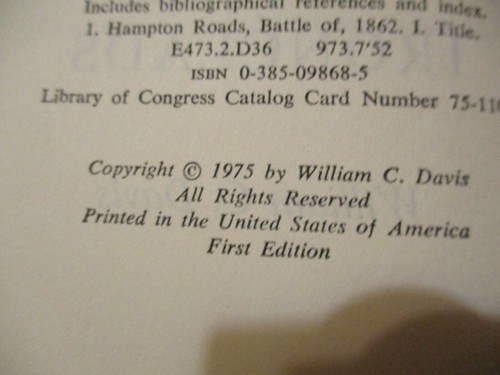 Includes bibliographical references and index.
1. Hampton Roads, Battle of, 1862. I. Title.
E473.2.D36 973.7'52
ISBN 0-385-09868-5
Library of Congress Catalog Card Number 75-11
Copyright © 1975 by William C. Davis
All Rights Reserved
Printed in the United States of America
First Edition